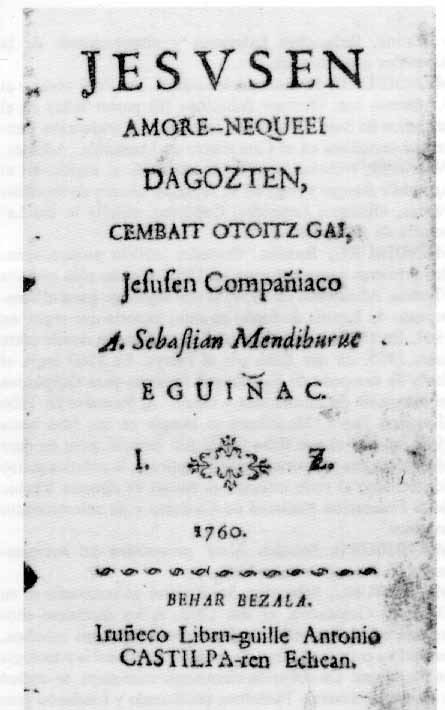 JESVSEN
AMORE-NEQUEEI
DAGOZTEN,
CEMBAIT OTOITZ GAI,
Jesuſen Compañiaco
A. Sebaſtian Mendiburuc
EGUIÑAC.
I. Z.
1760.
BEHAR BEZALA.
Iruñeco Libru-guille Antonio
CASTILPA-ren Echean.